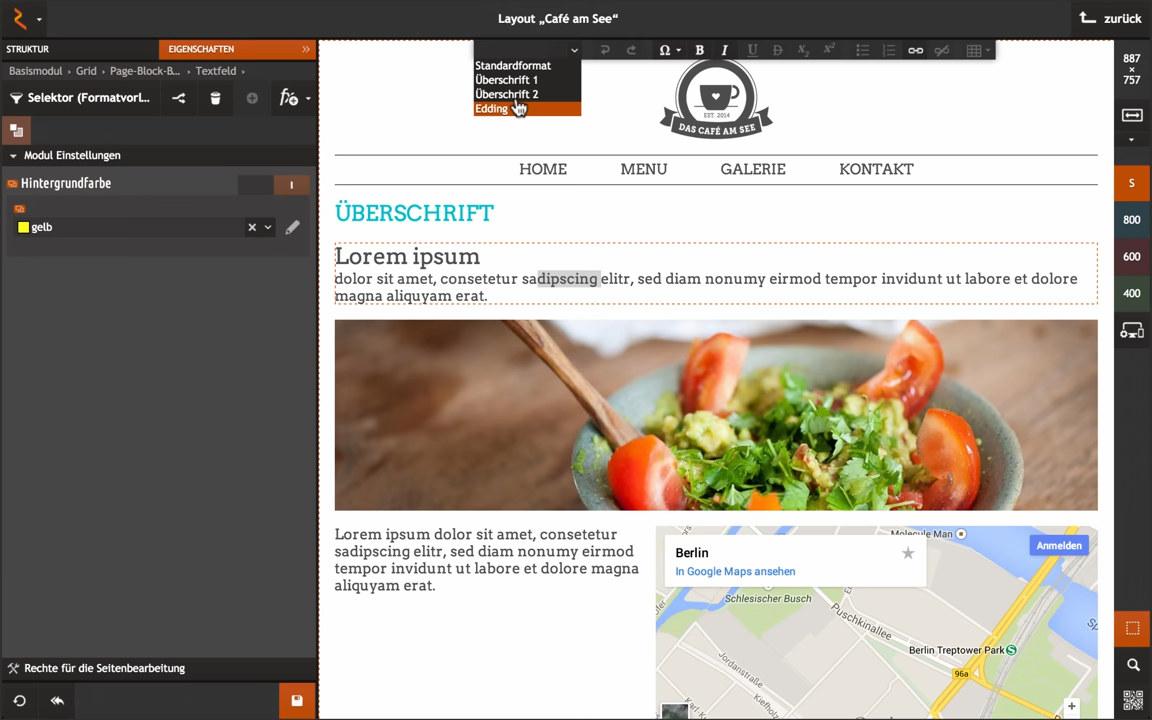 Layout „Café am See“
zurück
STRUKTUR
EIGENSCHAFTEN
Basismodul › Grid › Page-Block-B... › Textfeld ›
Selektor (Formatvorl...
Modul Einstellungen
Hintergrundfarbe
gelb
Rechte für die Seitenbearbeitung
Standardformat
Überschrift 1
Überschrift 2
Edding
Ω B I U D x₂ x²
EST. 2014
DAS CAFÉ AM SEE
HOME MENU GALERIE KONTAKT
ÜBERSCHRIFT
Lorem ipsum
dolor sit amet, consetetur sadipscing elitr, sed diam nonumy eirmod tempor invidunt ut labore et dolore
magna aliquyam erat.
Lorem ipsum dolor sit amet, consetetur
sadipscing elitr, sed diam nonumy eirmod
tempor invidunt ut labore et dolore magna
aliquyam erat.
Molecule Man
Berlin
In Google Maps ansehen
Anmelden
Schlesischer Busch
Puschkinallee
Berlin Treptower Park
S
96a
Jordanstraße
887
×
757
S
800
600
400